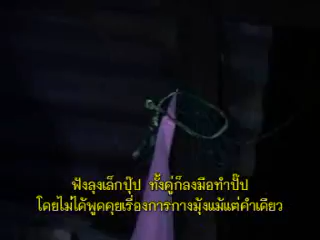 ฟังลุงเล็กปุ๊ป ทั้งคู่ก็ลงมือทำปั๊ป
โดยไม่ได้พูดคุยเรื่องการกางมุ้งแม้แต่คำเดียว